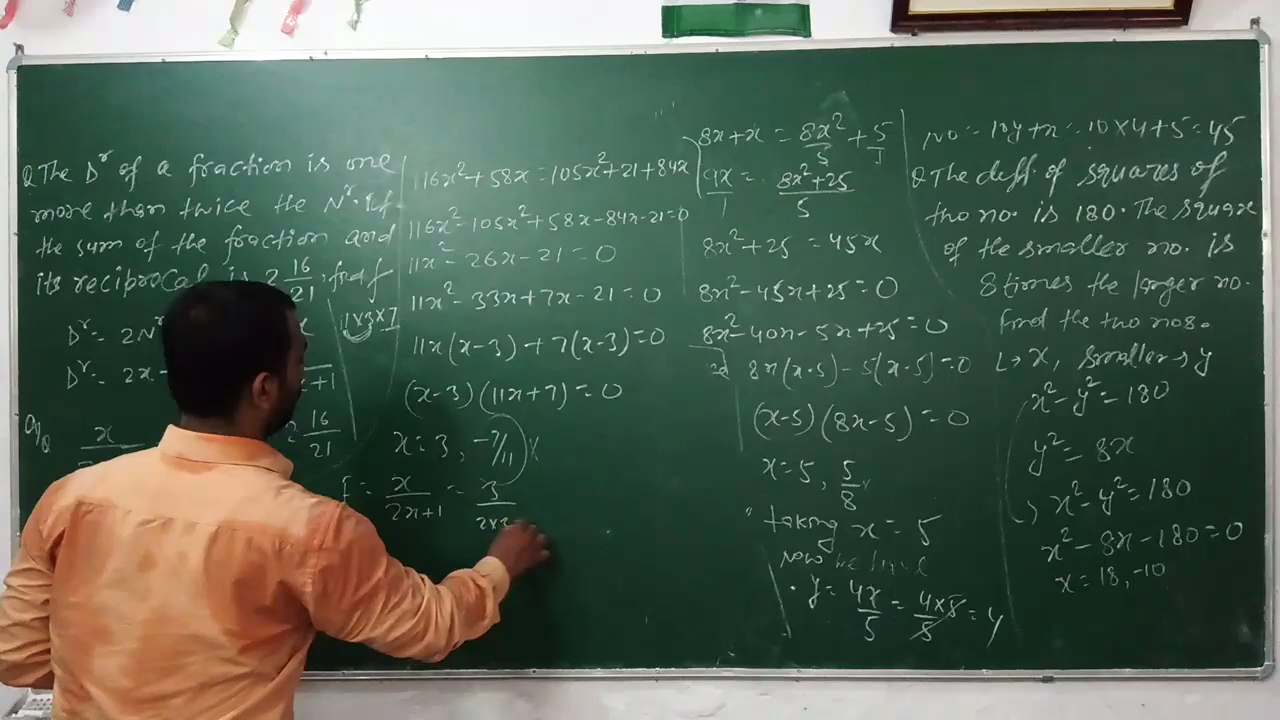 Q The Dʳ of a fraction is one
more than twice the Nʳ. If
the sum of the fraction and
its reciprocal is 2 16/21, find
Dʳ = 2Nʳ
Dʳ = 2x
x
x+1
11×3×7
x
2 16/21
116x² + 58x = 105x² + 21 + 84x
116x² - 105x² + 58x - 84x - 21 = 0
11x² - 26x - 21 = 0
11x² - 33x + 7x - 21 = 0
11x(x-3) + 7(x-3) = 0
(x-3)(11x+7) = 0
x = 3, -7/11 ×
f = x/2x+1 = 3/2×3
8x + x = 8x²/5 + 5/1
9x/1 = 8x²+25/5
8x² + 25 = 45x
8x² - 45x + 25 = 0
8x² - 40x - 5x + 25 = 0
8x(x-5) - 5(x-5) = 0
(x-5)(8x-5) = 0
x = 5, 5/8 ×
taking x = 5
now we have
y = 4x/5 = 4×5/5 = 4
No = 10y + x = 10×4+5 = 45
Q The diff of squares of
two no. is 180. The square
of the smaller no. is
8 times the larger no.
find the two nos.
L → x, smaller → y
x² - y² = 180
y² = 8x
x² - y² = 180
x² - 8x - 180 = 0
x = 18, -10